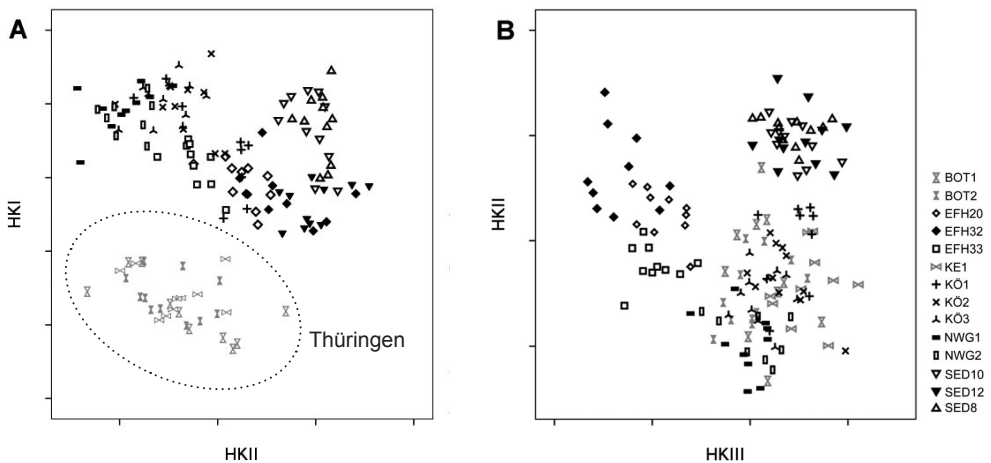 A
HKI
HKII
Thüringen
B
HKII
HKIII
BOT1
BOT2
EFH20
EFH32
EFH33
KE1
KÖ1
KÖ2
KÖ3
NWG1
NWG2
SED10
SED12
SED8